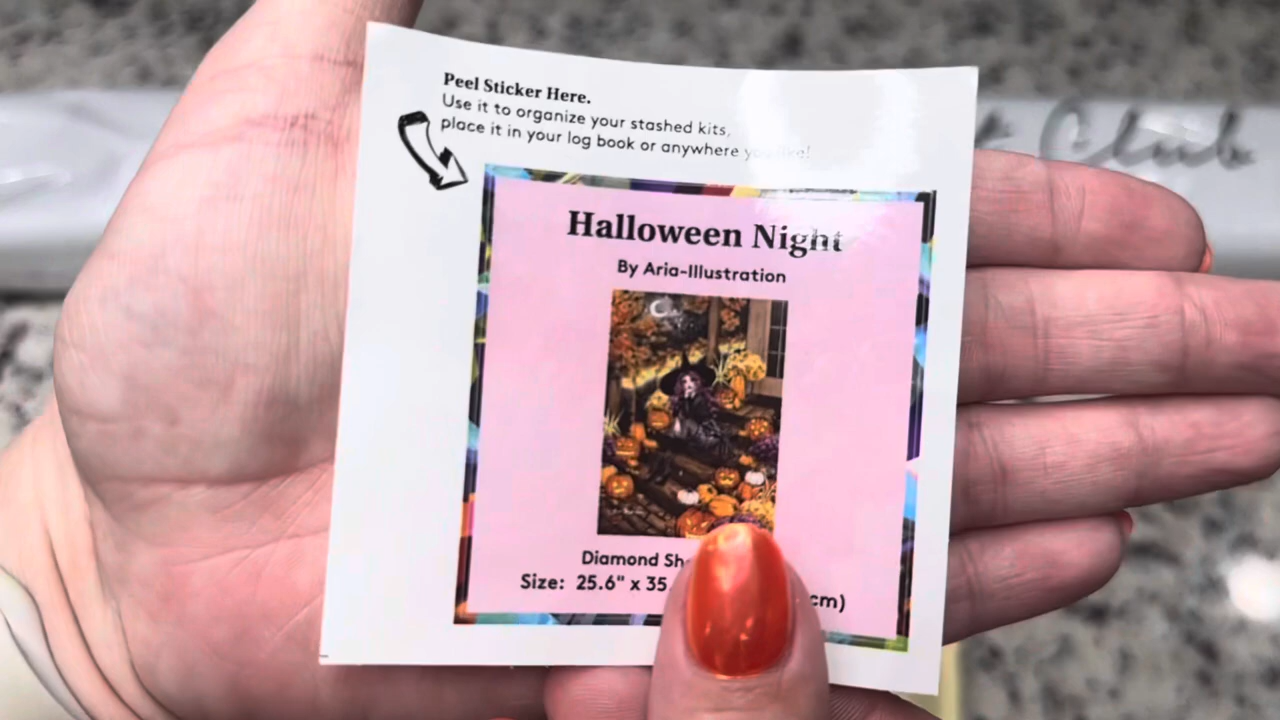 Peel Sticker Here.
Use it to organize your stashed kits,
place it in your log book or anywhere you like!
Halloween Night
By Aria-Illustration
Diamond
Size: 25.6" x 35
cm)
Club